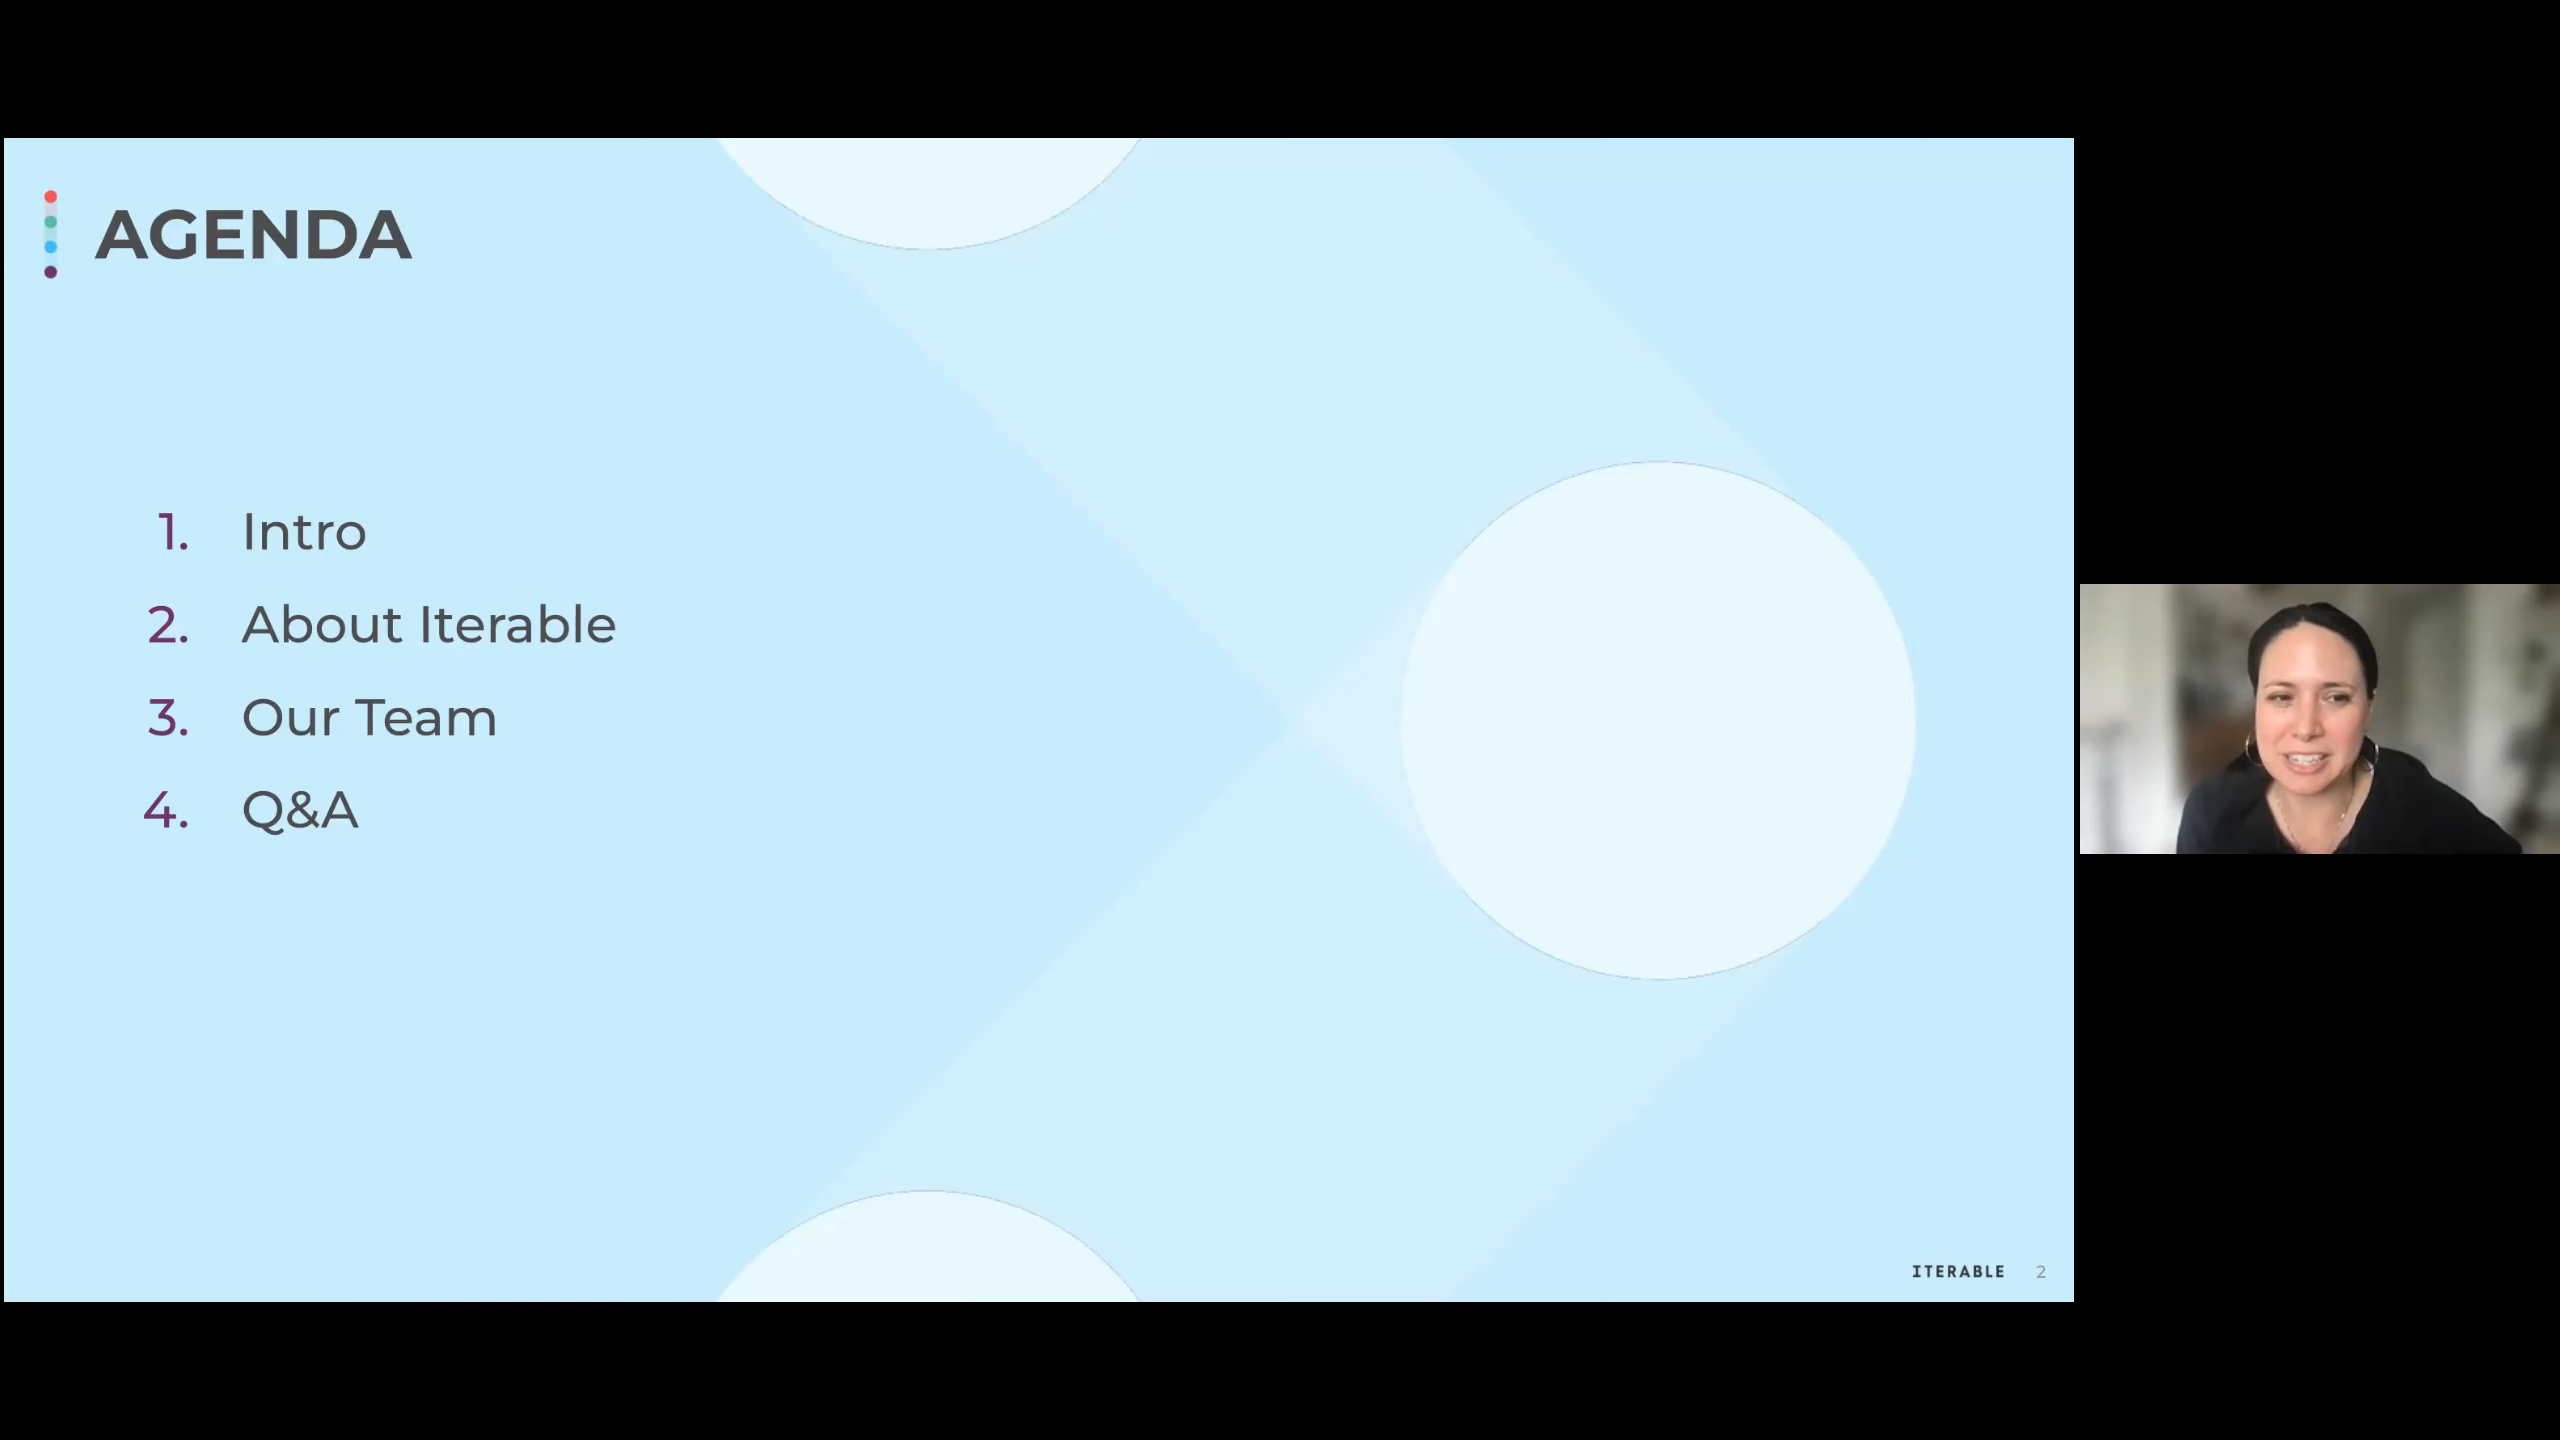 AGENDA
1. Intro
2. About Iterable
3. Our Team
4. Q&A
ITERABLE 2